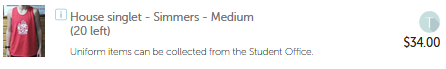 i House singlet - Simmers - Medium
(20 left)
T
$34.00
Uniform items can be collected from the Student Office.